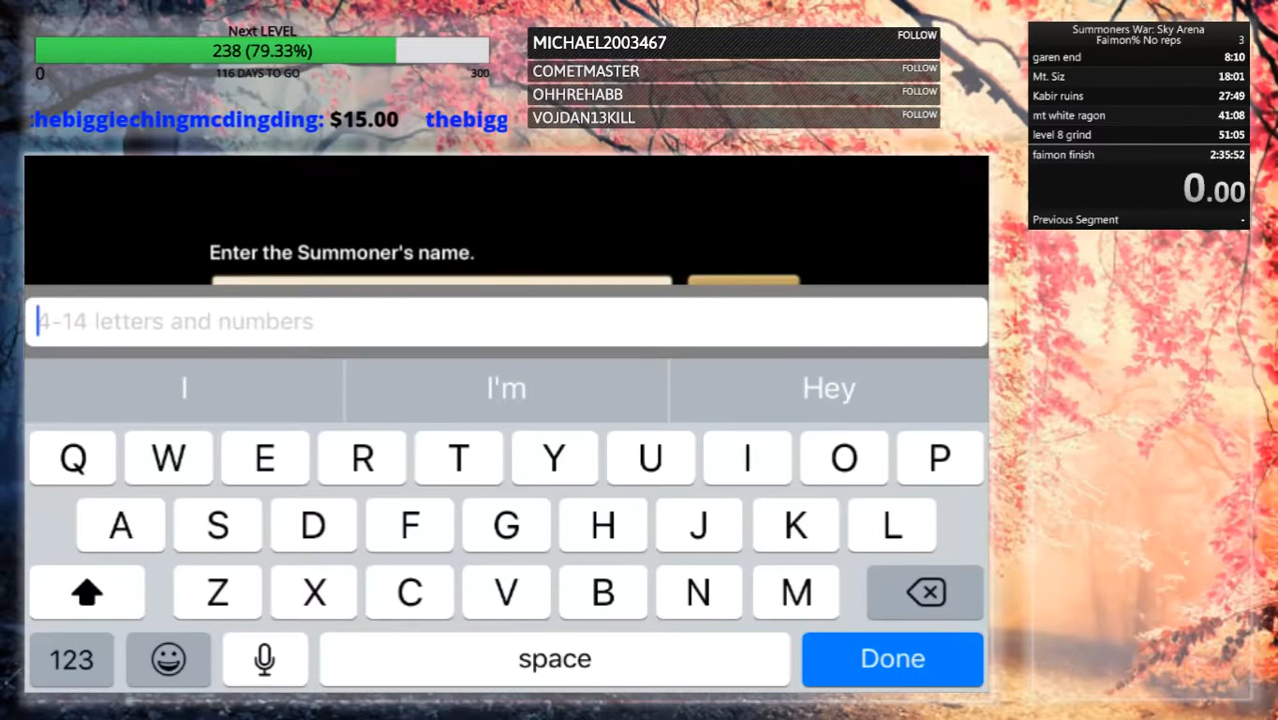 Next LEVEL
238 (79.33%)
0
116 DAYS TO GO
300
:hebiggiechingmcdingding: $15.00 thebigg
MICHAEL2003467 FOLLOW
COMETMASTER FOLLOW
OHHREHABB FOLLOW
VOJDAN13KILL FOLLOW
Summoners War: Sky Arena
Faimon% No reps 3
garen end 8:10
Mt. Siz 18:01
Kabir ruins 27:49
mt white ragon 41:08
level 8 grind 51:05
faimon finish 2:35:52
0.00
Previous Segment -
Enter the Summoner's name.
4-14 letters and numbers
I I'm Hey
Q W E R T Y U I O P
A S D F G H J K L
Z X C V B N M
123 space Done